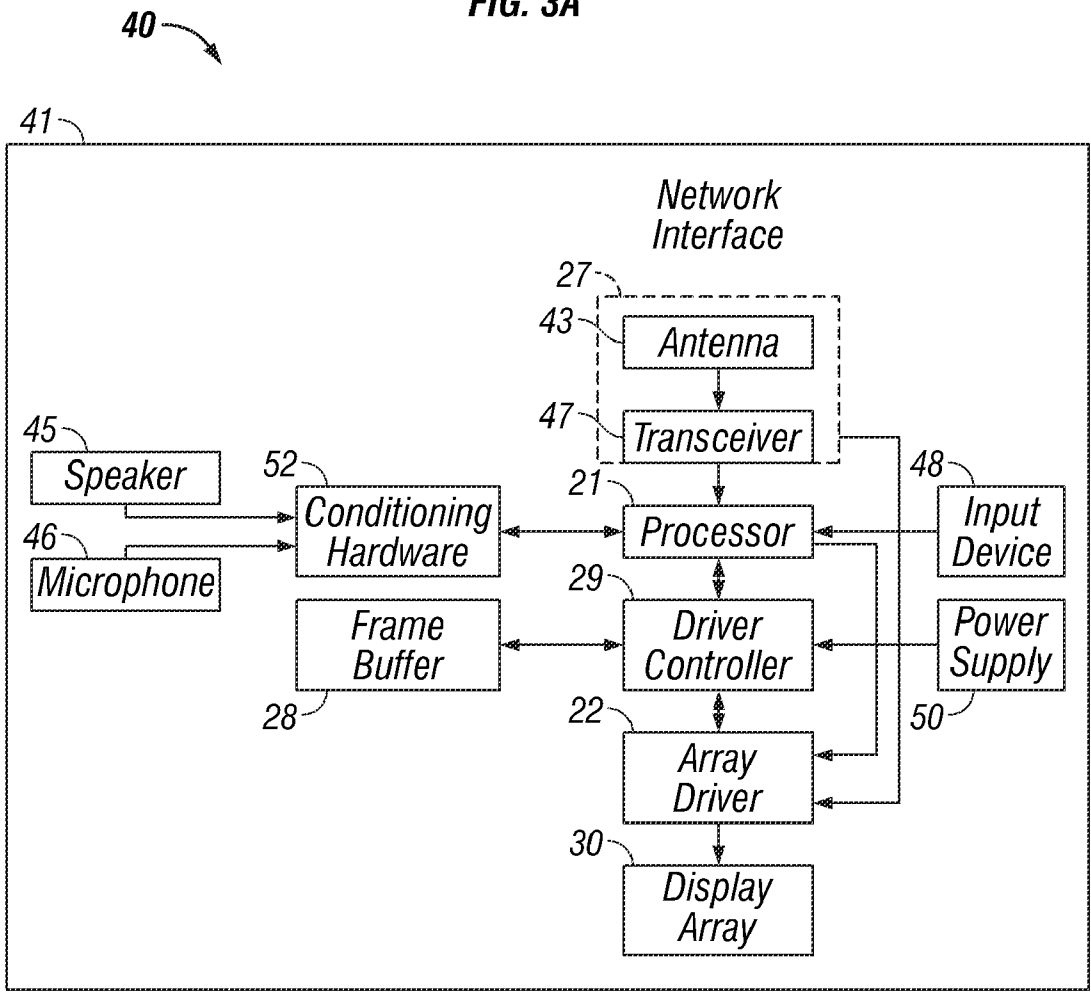 FIG. 3A
40
41
Network
Interface
27
43
Antenna
47
Transceiver
45
Speaker
52
Conditioning
Hardware
21
Processor
48
Input
Device
46
Microphone
29
Driver
Controller
Frame
Buffer
28
Power
Supply
50
22
Array
Driver
30
Display
Array